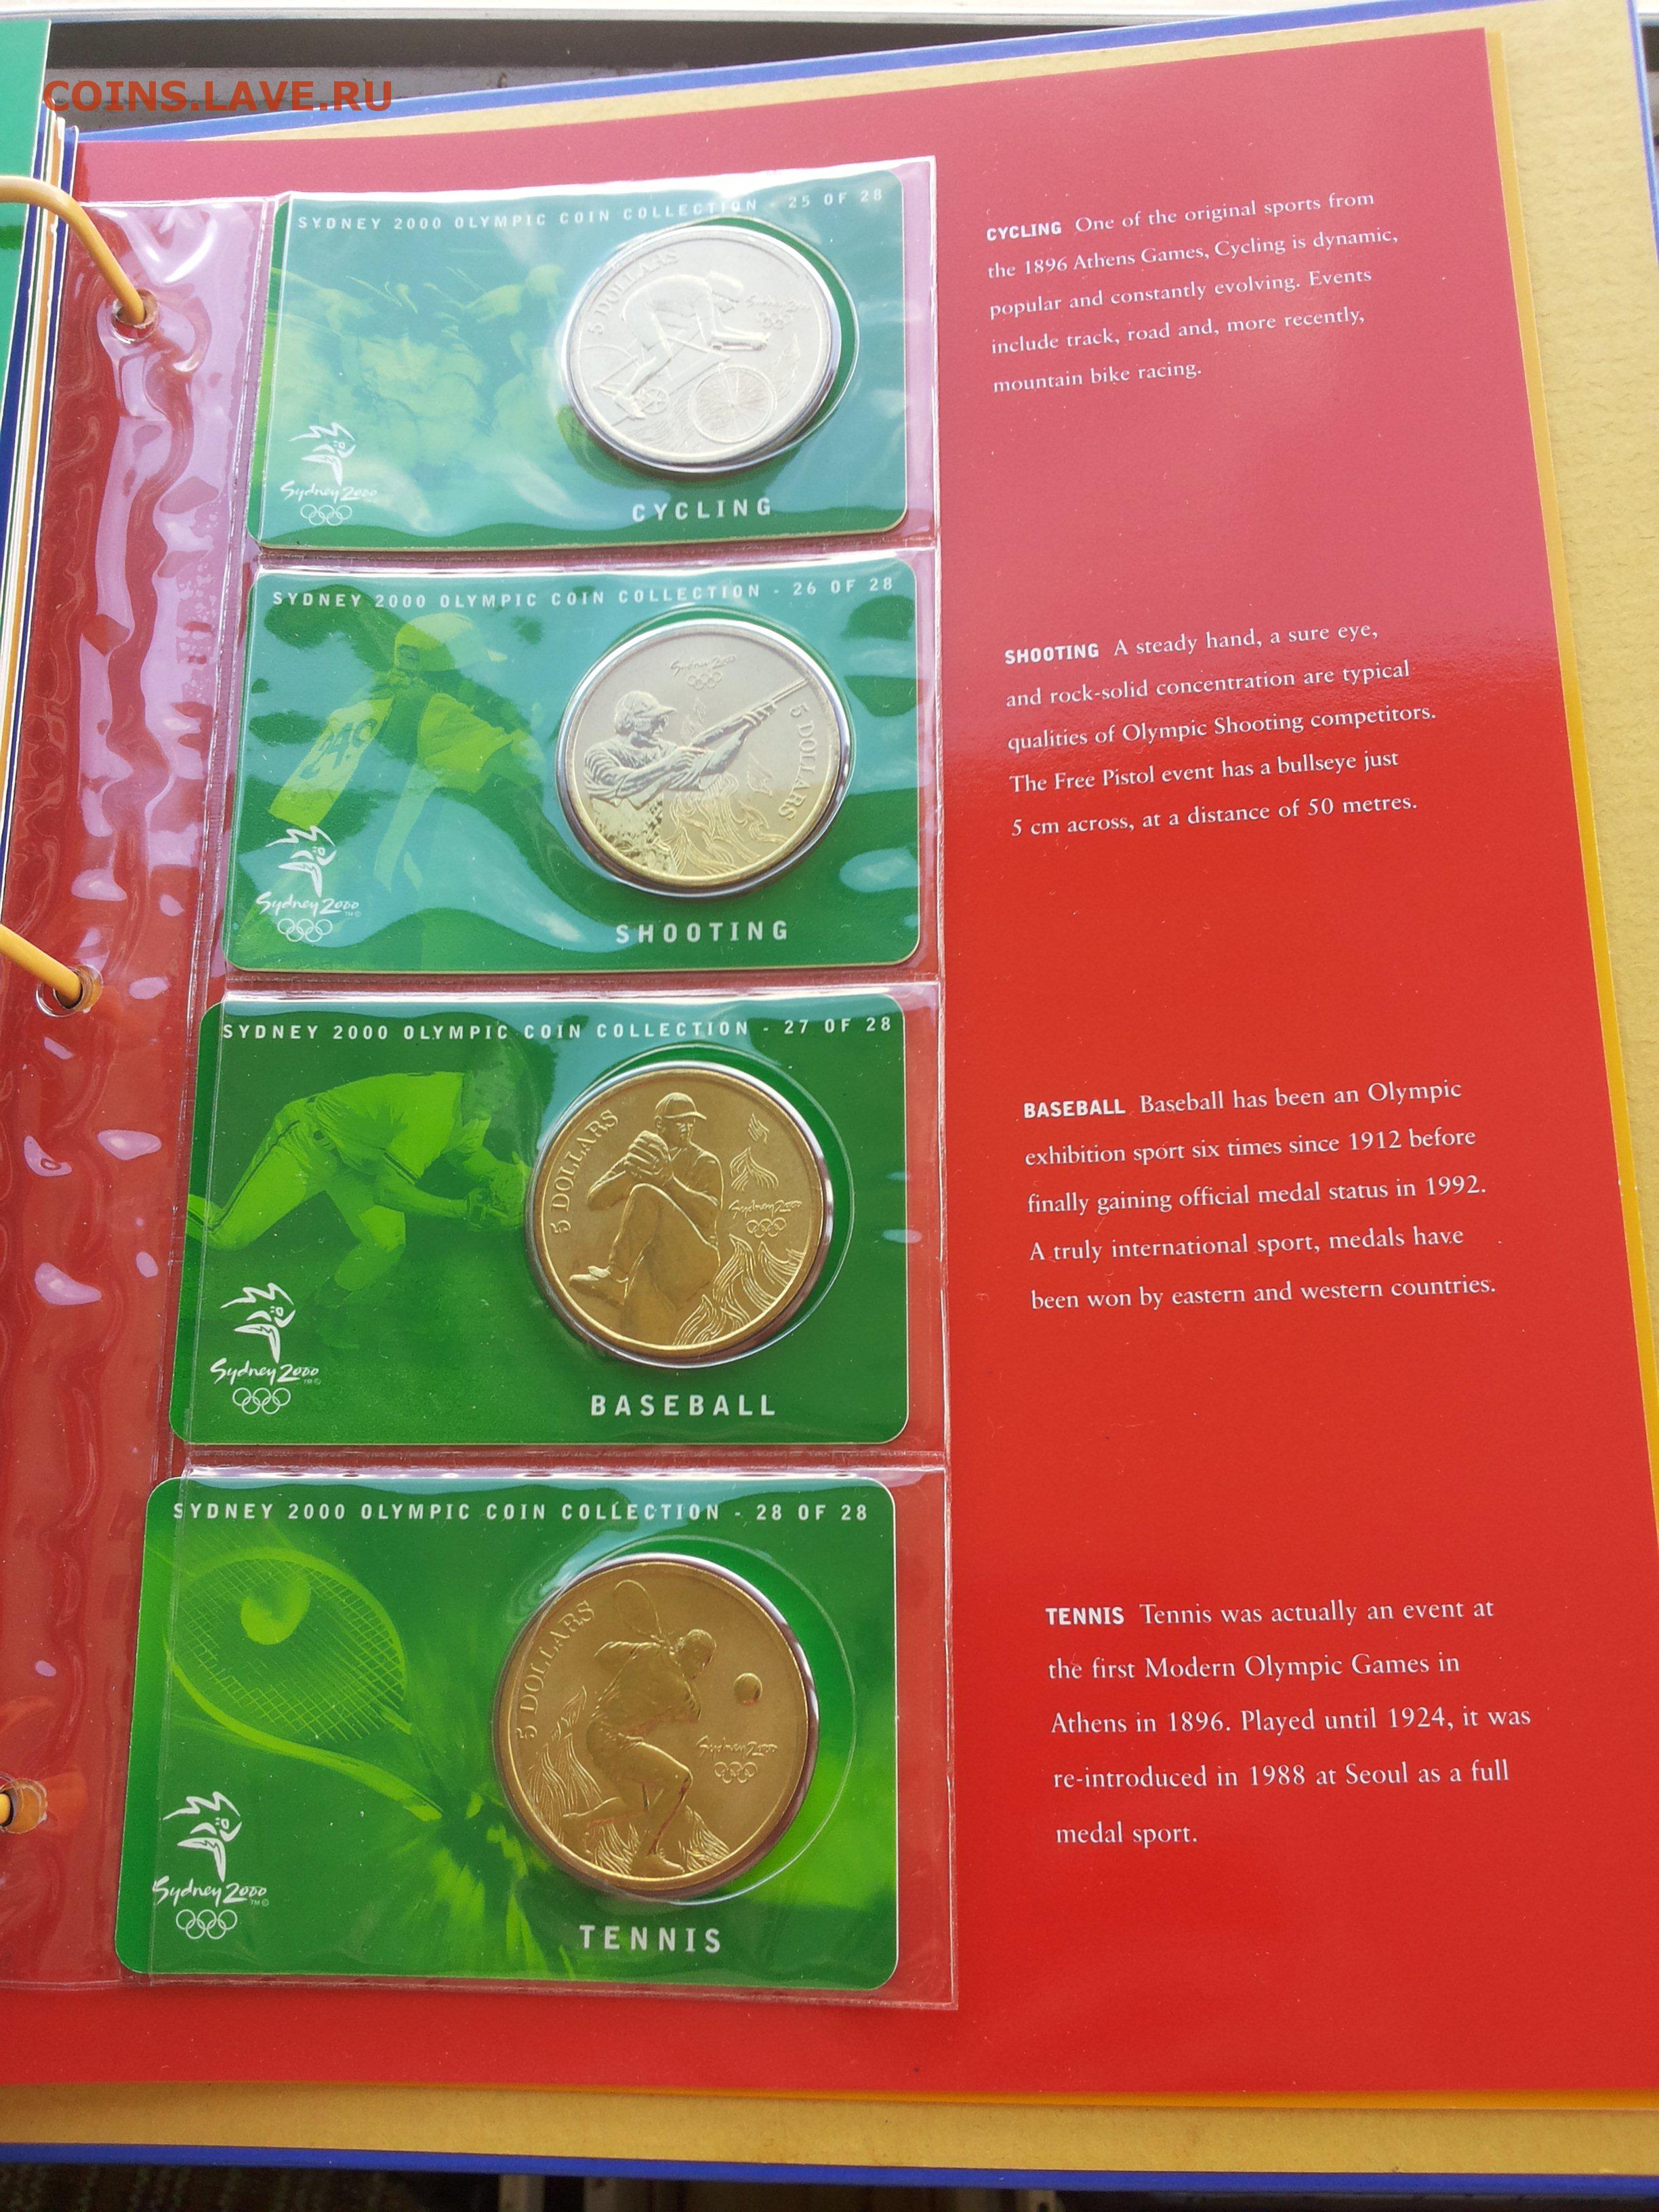 COINS.LAVE.RU
SYDNEY 2000 OLYMPIC COIN COLLECTION - 25 OF 28
5 DOLLARS
Sydney 2000
Sydney 2000
CYCLING
CYCLING One of the original sports from
the 1896 Athens Games, Cycling is dynamic,
popular and constantly evolving. Events
include track, road and, more recently,
mountain bike racing.
SYDNEY 2000 OLYMPIC COIN COLLECTION - 26 OF 28
Sydney 2000
5 DOLLARS
Sydney 2000
SHOOTING
SHOOTING A steady hand, a sure eye,
and rock-solid concentration are typical
qualities of Olympic Shooting competitors.
The Free Pistol event has a bullseye just
5 cm across, at a distance of 50 metres.
SYDNEY 2000 OLYMPIC COIN COLLECTION - 27 OF 28
5 DOLLARS
Sydney 2000
Sydney 2000 ™©
BASEBALL
BASEBALL Baseball has been an Olympic
exhibition sport six times since 1912 before
finally gaining official medal status in 1992.
A truly international sport, medals have
been won by eastern and western countries.
SYDNEY 2000 OLYMPIC COIN COLLECTION - 28 OF 28
5 DOLLARS
Sydney 2000
Sydney 2000 ™©
TENNIS
TENNIS Tennis was actually an event at
the first Modern Olympic Games in
Athens in 1896. Played until 1924, it was
re-introduced in 1988 at Seoul as a full
medal sport.